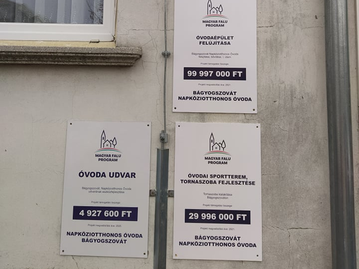 MAGYAR FALU
PROGRAM
ÓVODAÉPÜLET
FELÚJÍTÁSA
99 997 000 FT
BÁGYOGSZOVÁT
NAPKÖZIOTTHONOS ÓVODA
MAGYAR FALU
PROGRAM
ÓVODA UDVAR
4 927 600 FT
NAPKÖZIOTTHONOS ÓVODA
BÁGYOGSZOVÁT
MAGYAR FALU
PROGRAM
ÓVODAI SPORTTEREM,
TORNASZOBA FEJLESZTÉSE
29 996 000 FT
BÁGYOGSZOVÁT
NAPKÖZIOTTHONOS ÓVODA